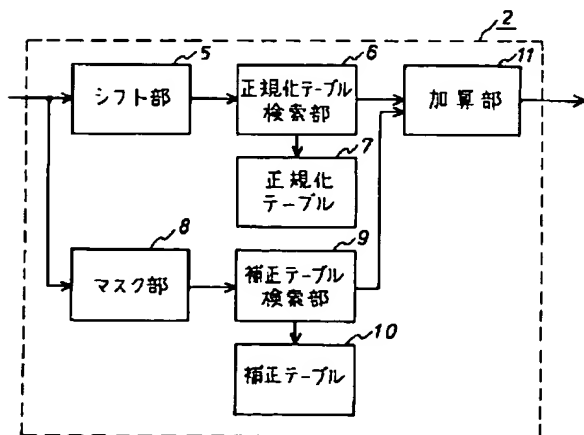 2
5
シフト部
6
正規化テーブル
検索部
11
加算部
7
正規化
テーブル
8
マスク部
9
補正テーブル
検索部
10
補正テーブル